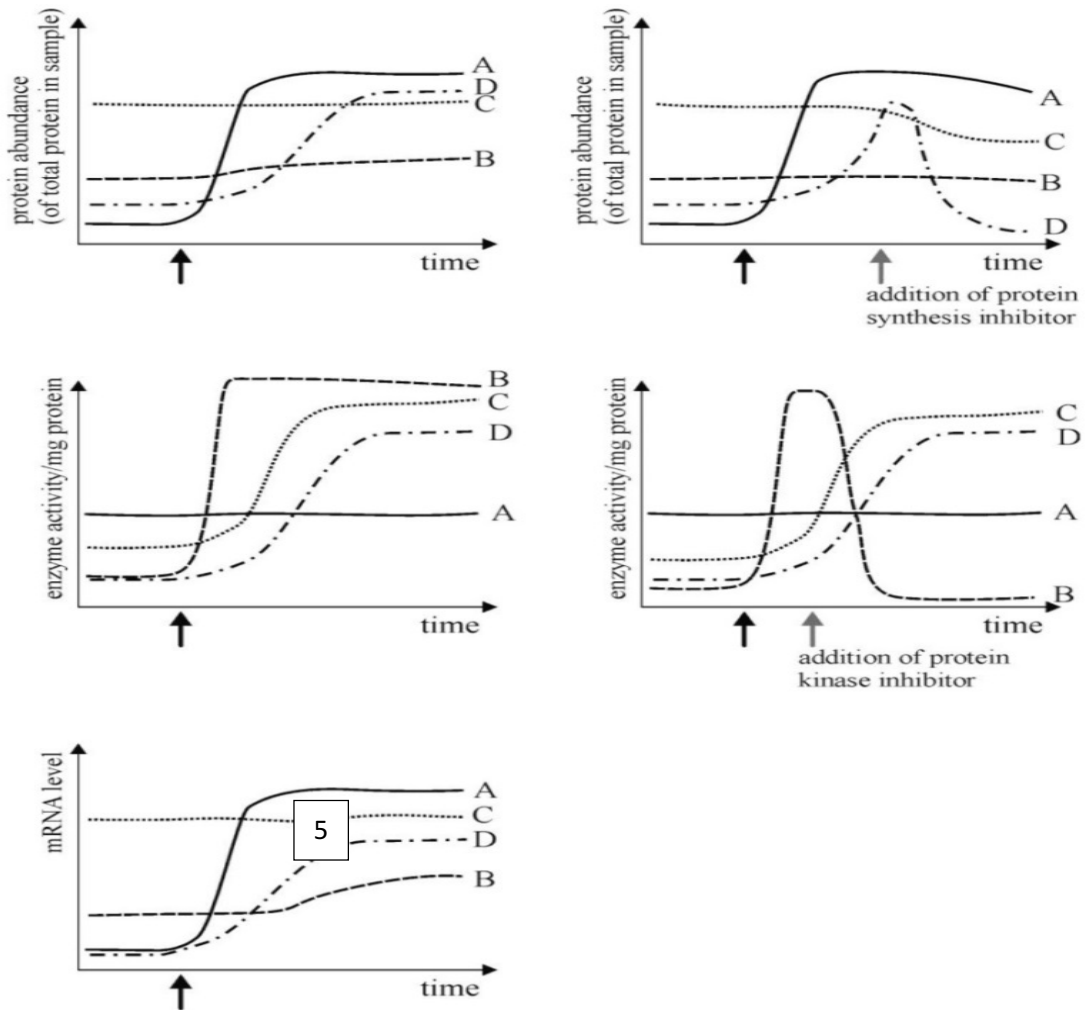 protein abundance
(of total protein in sample)
A
D
C
B
time
protein abundance
(of total protein in sample)
A
C
B
D
time
addition of protein
synthesis inhibitor
enzyme activity/mg protein
B
C
D
A
time
enzyme activity/mg protein
C
D
A
B
time
addition of protein
kinase inhibitor
mRNA level
A
C
5
D
B
time